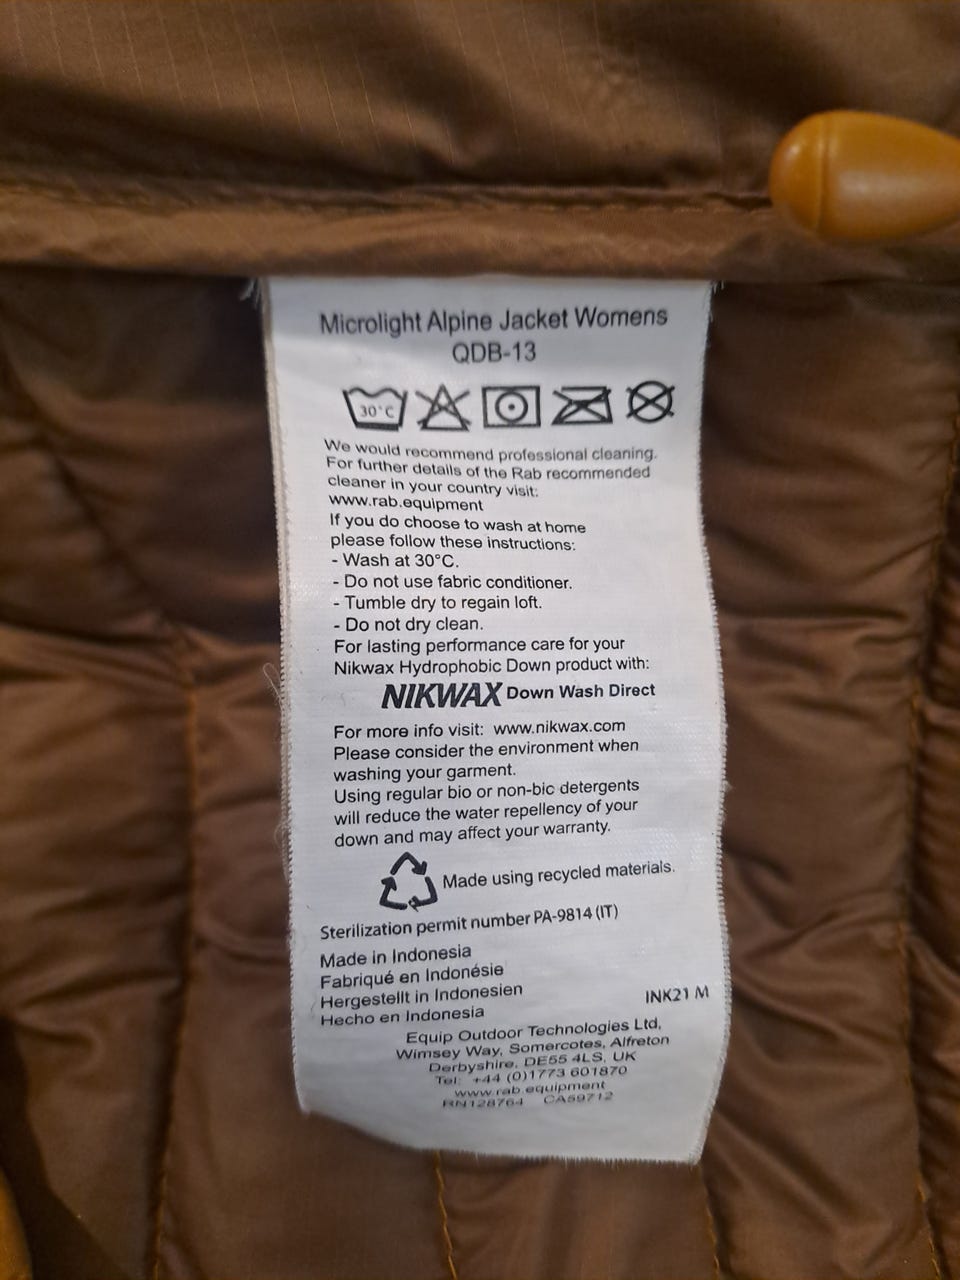 Microlight Alpine Jacket Womens
QDB-13
30°C
We would recommend professional cleaning.
For further details of the Rab recommended
cleaner in your country visit:
www.rab.equipment
If you do choose to wash at home
please follow these instructions:
- Wash at 30°C.
- Do not use fabric conditioner.
- Tumble dry to regain loft.
- Do not dry clean.
For lasting performance care for your
Nikwax Hydrophobic Down product with:
NIKWAX Down Wash Direct
For more info visit: www.nikwax.com
Please consider the environment when
washing your garment.
Using regular bio or non-bic detergents
will reduce the water repellency of your
down and may affect your warranty.
Made using recycled materials.
Sterilization permit number PA-9814 (IT)
Made in Indonesia
Fabriqué en Indonésie
Hergestellt in Indonesien
Hecho en Indonesia
INK21 M
Equip Outdoor Technologies Ltd,
Wimsey Way, Somercotes, Alfreton
Derbyshire, DE55 4LS, UK
Tel: +44 (0)1773 601870
www.rab.equipment
RN128764 CA59712